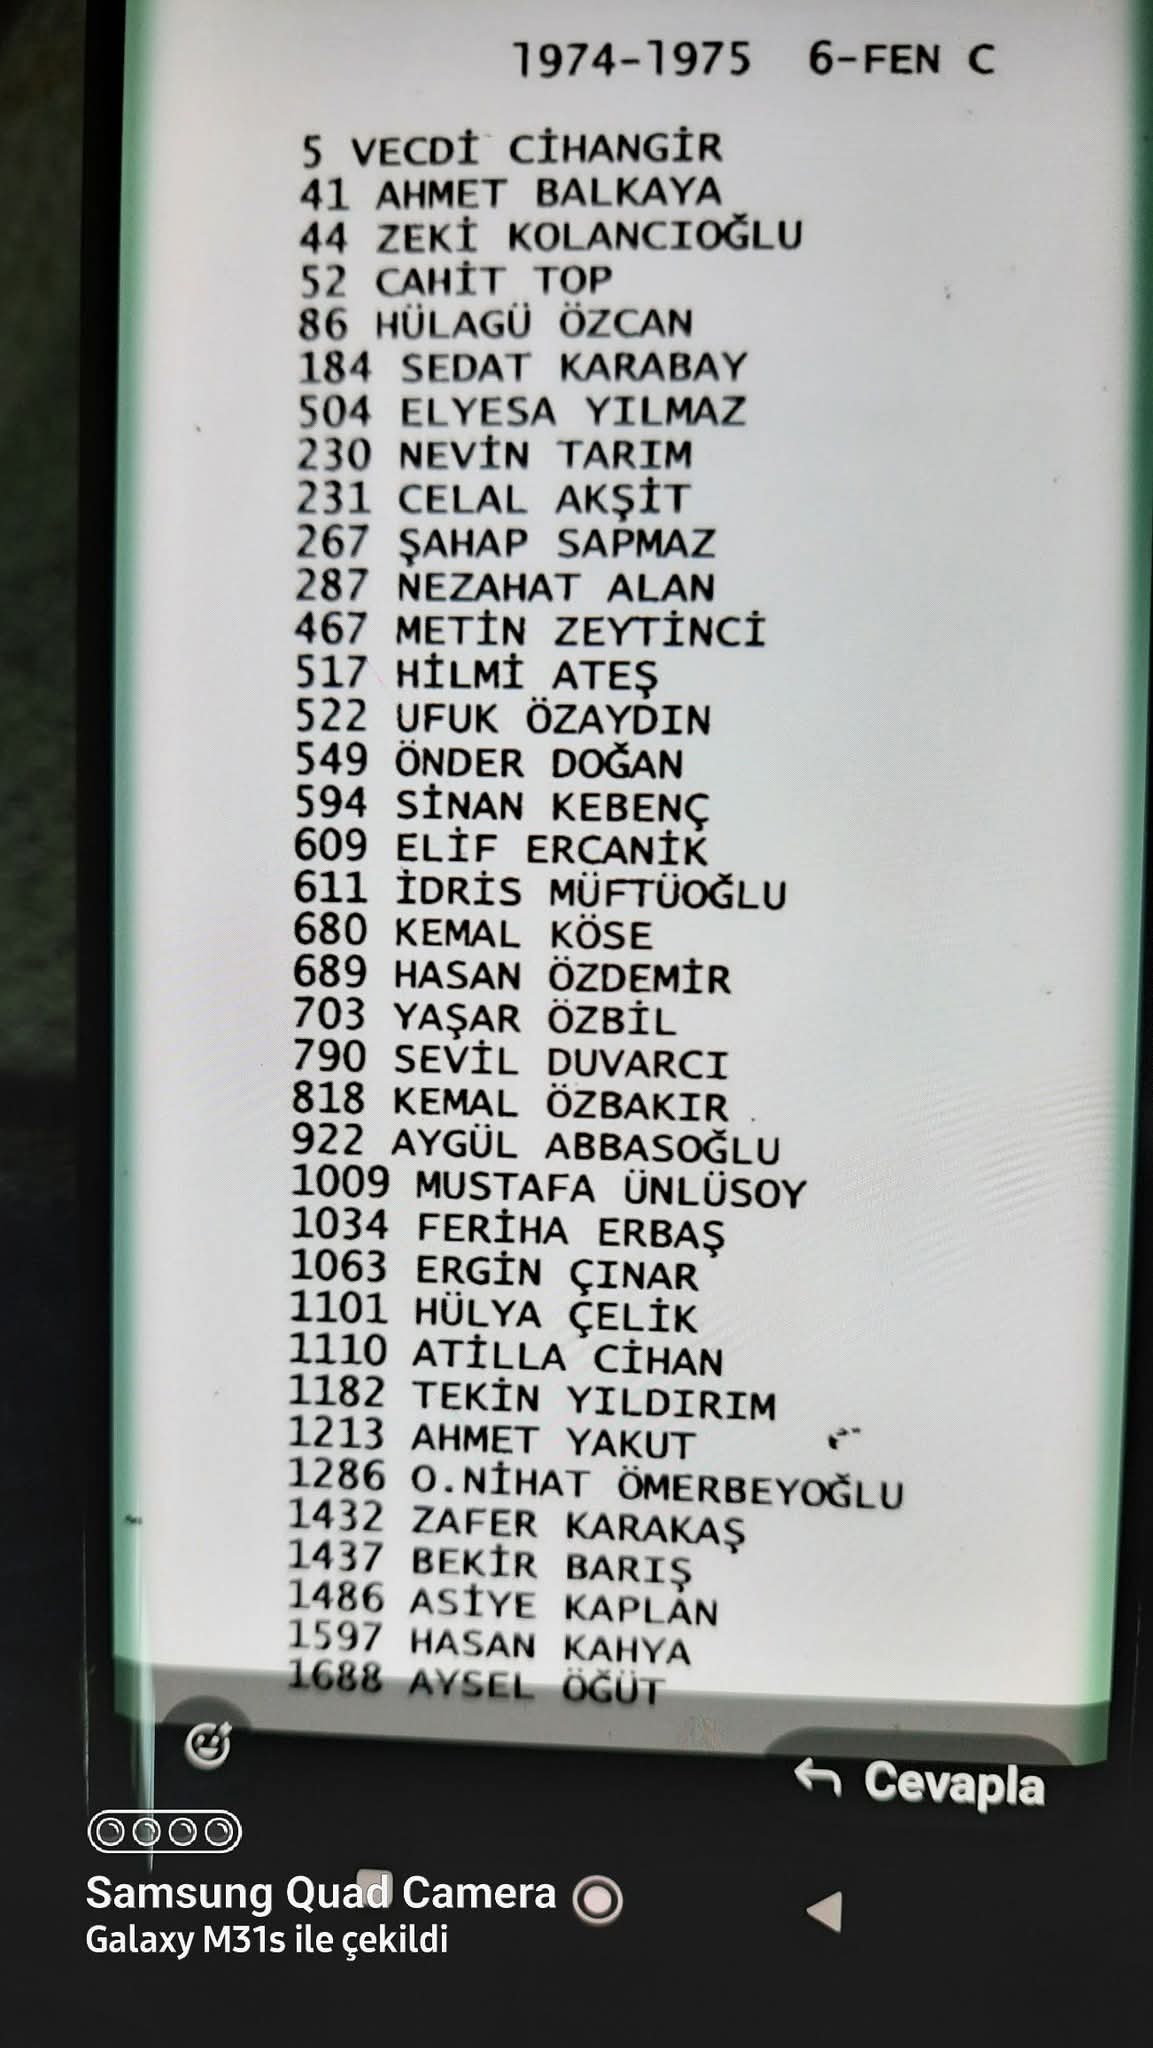 1974-1975 6-FEN C
5 VECDİ CİHANGİR
41 AHMET BALKAYA
44 ZEKİ KOLANCIOĞLU
52 CAHİT TOP
86 HÜLAGÜ ÖZCAN
184 SEDAT KARABAY
504 ELYESA YILMAZ
230 NEVİN TARIM
231 CELAL AKŞİT
267 ŞAHAP SAPMAZ
287 NEZAHAT ALAN
467 METİN ZEYTİNCİ
517 HİLMİ ATEŞ
522 UFUK ÖZAYDIN
549 ÖNDER DOĞAN
594 SİNAN KEBENÇ
609 ELİF ERCANİK
611 İDRİS MÜFTÜOĞLU
680 KEMAL KÖSE
689 HASAN ÖZDEMİR
703 YAŞAR ÖZBİL
790 SEVİL DUVARCI
818 KEMAL ÖZBAKIR
922 AYGÜL ABBASOĞLU
1009 MUSTAFA ÜNLÜSOY
1034 FERİHA ERBAŞ
1063 ERGİN ÇINAR
1101 HÜLYA ÇELİK
1110 ATİLLA CİHAN
1182 TEKİN YILDIRIM
1213 AHMET YAKUT
1286 O.NİHAT ÖMERBEYOĞLU
1432 ZAFER KARAKAŞ
1437 BEKİR BARIŞ
1486 ASİYE KAPLAN
1597 HASAN KAHYA
1688 AYSEL ÖĞÜT
Cevapla
Samsung Quad Camera
Galaxy M31s ile çekildi